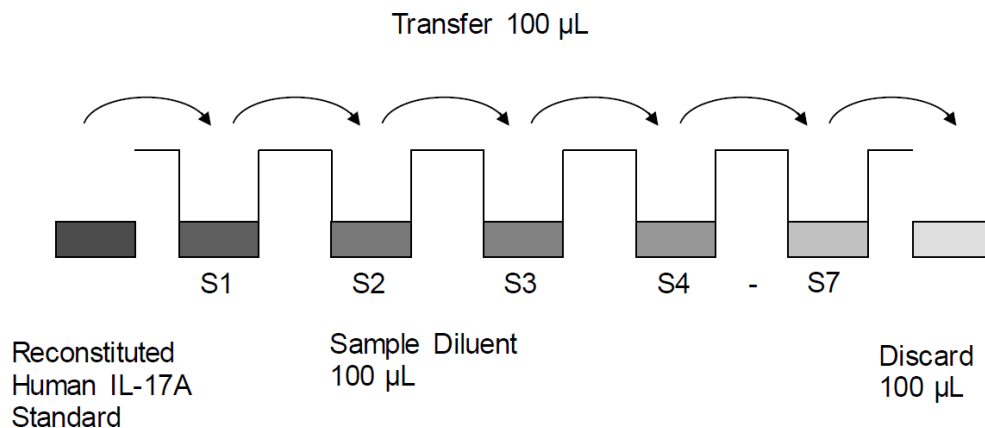 Transfer 100 µL
S1 S2 S3 S4 - S7
Reconstituted
Human IL-17A
Standard
Sample Diluent
100 µL
Discard
100 µL